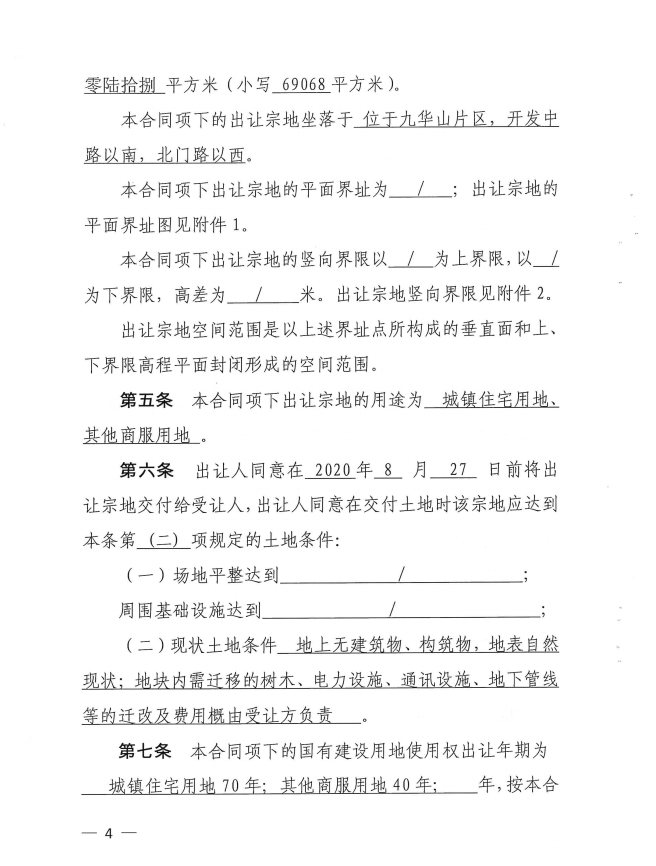 零陆拾捌 平方米（小写 69068 平方米）。
本合同项下的出让宗地坐落于 位于九华山片区，开发中
路以南，北门路以西。
本合同项下出让宗地的平面界址为 / ；出让宗地的
平面界址图见附件 1。
本合同项下出让宗地的竖向界限以 / 为上界限，以 /
为下界限，高差为 / 米。出让宗地竖向界限见附件 2。
出让宗地空间范围是以上述界址点所构成的垂直面和上、
下界限高程平面封闭形成的空间范围。
第五条 本合同项下出让宗地的用途为 城镇住宅用地、
其他商服用地 。
第六条 出让人同意在 2020 年 8 月 27 日前将出
让宗地交付给受让人，出让人同意在交付土地时该宗地应达到
本条第 (二) 项规定的土地条件：
（一）场地平整达到 / ；
周围基础设施达到 / ；
（二）现状土地条件 地上无建筑物、构筑物，地表自然
现状；地块内需迁移的树木、电力设施、通讯设施、地下管线
等的迁改及费用概由受让方负责 。
第七条 本合同项下的国有建设用地使用权出让年期为
城镇住宅用地 70 年；其他商服用地 40 年； 年，按本合
— 4 —